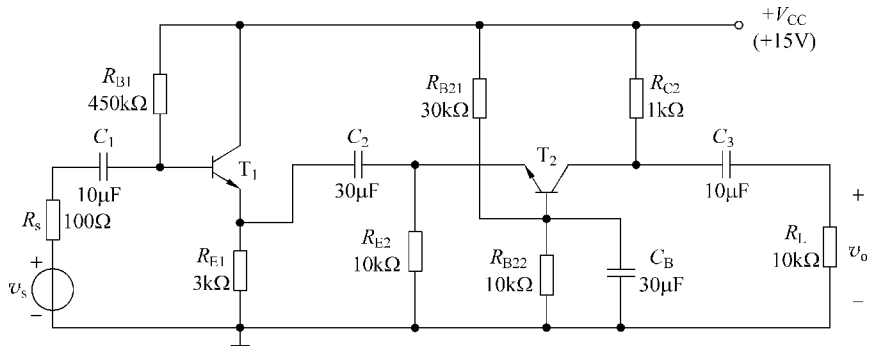 +V_CC
(+15V)
R_B1
450kΩ
R_B21
30kΩ
R_C2
1kΩ
C_1
10μF
T_1
C_2
30μF
T_2
C_3
10μF
R_s
100Ω
R_E1
3kΩ
R_E2
10kΩ
R_B22
10kΩ
C_B
30μF
R_L
10kΩ
+
v_o
−
+
v_s
−